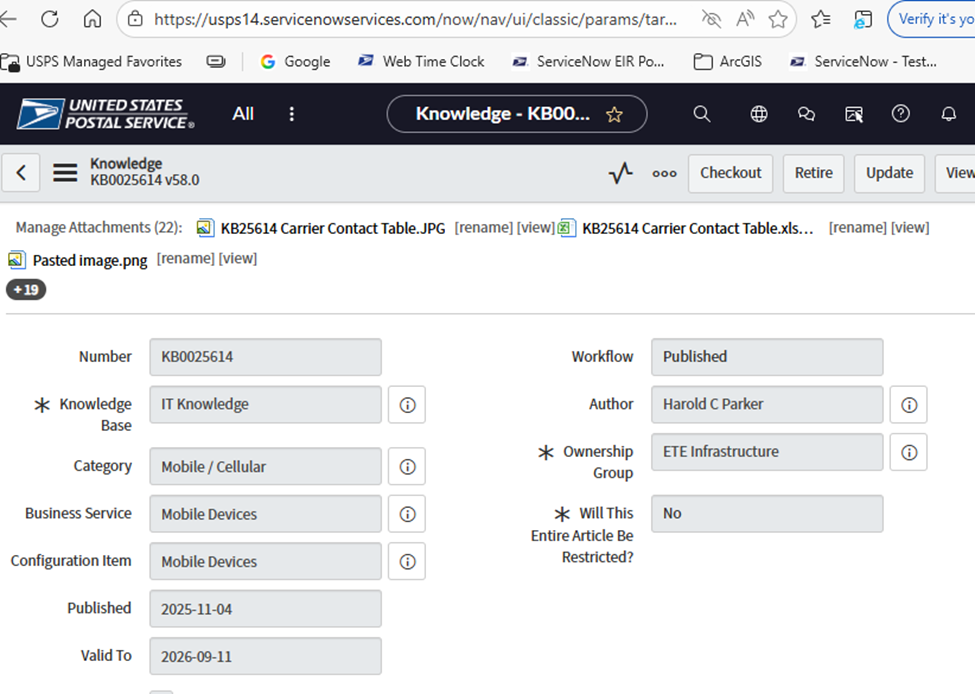 https://usps14.servicenowservices.com/now/nav/ui/classic/params/tar...
Verify it's yo
USPS Managed Favorites
Google
Web Time Clock
ServiceNow EIR Po...
ArcGIS
ServiceNow - Test...
UNITED STATES
POSTAL SERVICE®
All
Knowledge - KB00...
Knowledge
KB0025614 v58.0
Checkout
Retire
Update
View
Manage Attachments (22):
KB25614 Carrier Contact Table.JPG [rename] [view]
KB25614 Carrier Contact Table.xls... [rename] [view]
Pasted image.png [rename] [view]
+19
Number KB0025614
Knowledge Base IT Knowledge
Category Mobile / Cellular
Business Service Mobile Devices
Configuration Item Mobile Devices
Published 2025-11-04
Valid To 2026-09-11
Workflow Published
Author Harold C Parker
Ownership Group ETE Infrastructure
Will This Entire Article Be Restricted? No